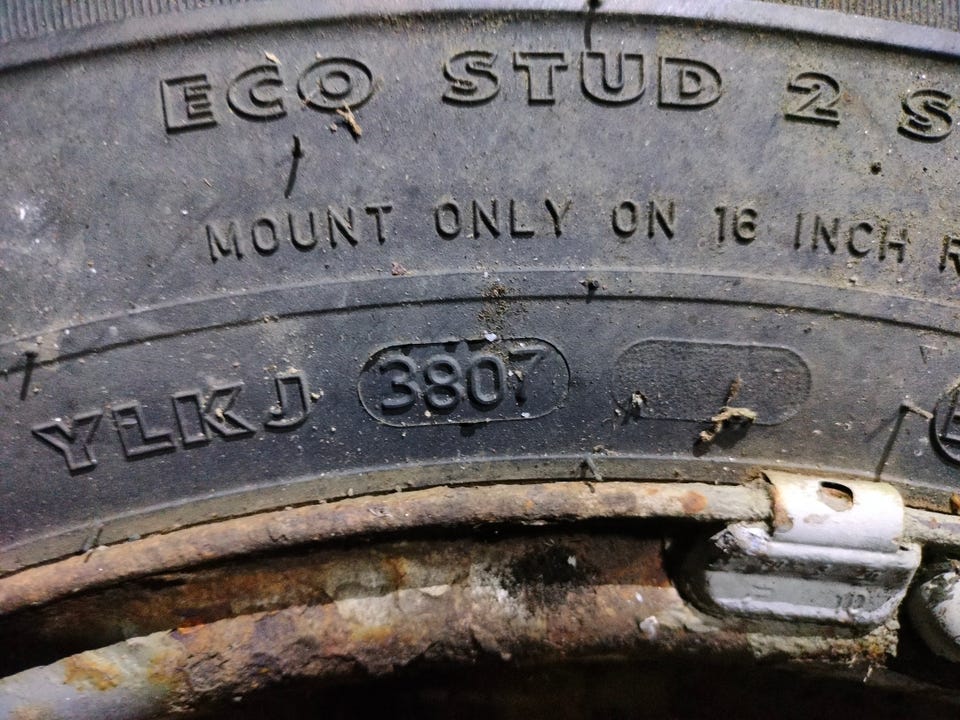 ECO STUD 2 S
MOUNT ONLY ON 16 INCH R
YLKJ 3807